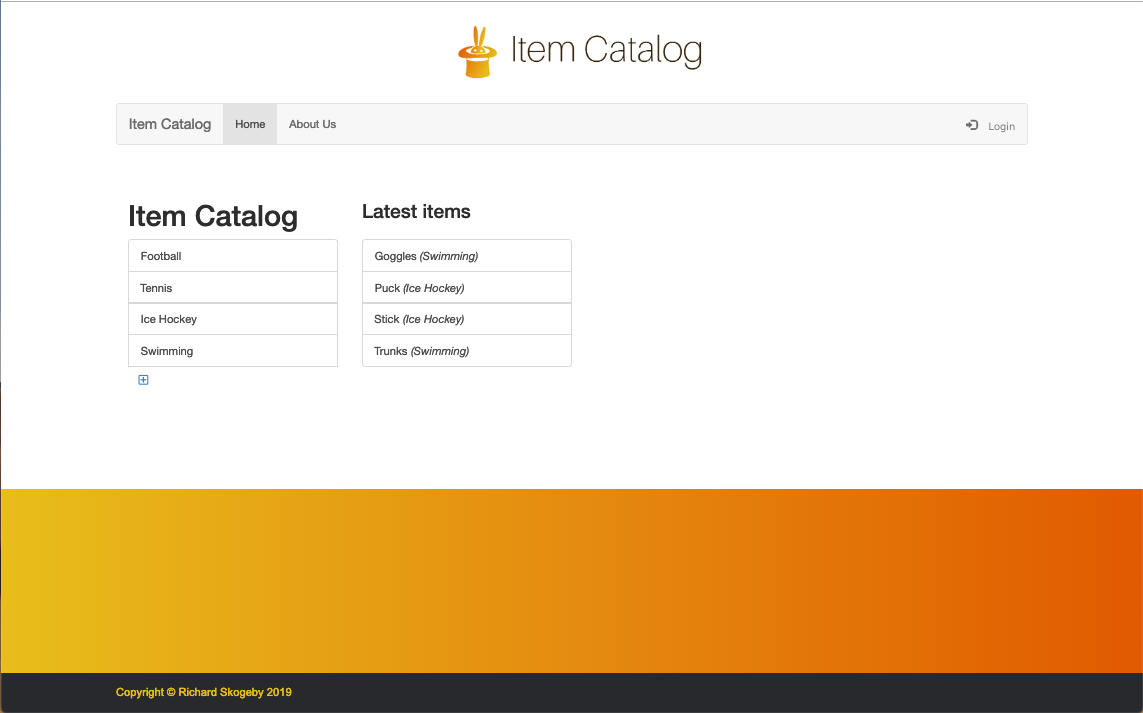 Item Catalog
Item Catalog Home About Us Login
Item Catalog
Football
Tennis
Ice Hockey
Swimming
Latest items
Goggles (Swimming)
Puck (Ice Hockey)
Stick (Ice Hockey)
Trunks (Swimming)
Copyright © Richard Skogeby 2019